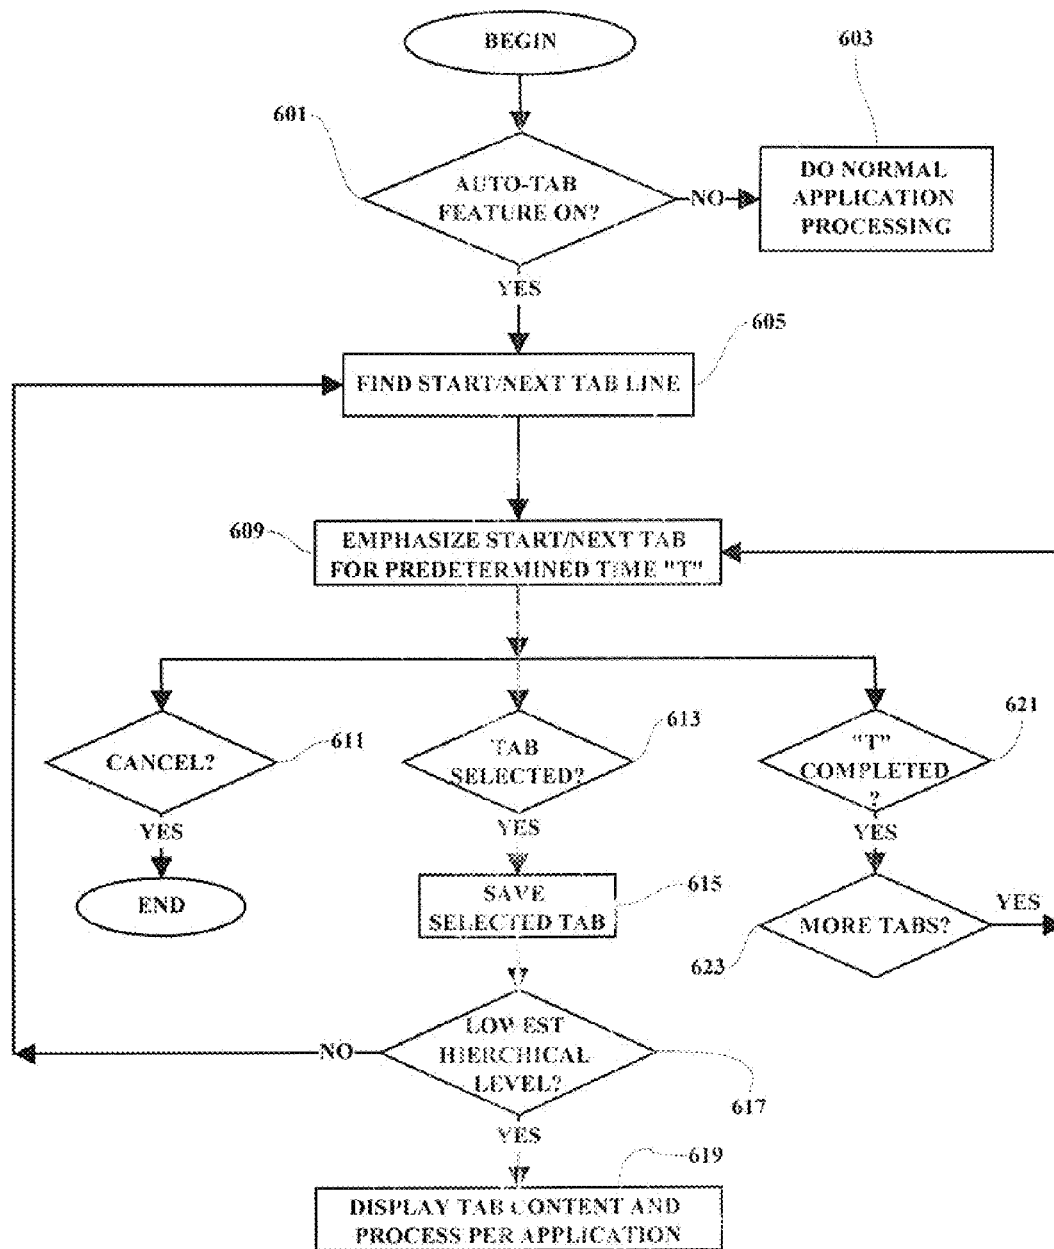 BEGIN
603
601
AUTO-TAB
FEATURE ON?
NO
DO NORMAL
APPLICATION
PROCESSING
YES
605
FIND START/NEXT TAB LINE
609
EMPHASIZE START/NEXT TAB
FOR PREDETERMINED TIME "T"
CANCEL?
611
TAB
SELECTED?
613
"T"
COMPLETED
?
621
YES
YES
YES
END
SAVE
SELECTED TAB
615
MORE TABS?
YES
623
LOWEST
HIERCHICAL
LEVEL?
NO
617
YES
619
DISPLAY TAB CONTENT AND
PROCESS PER APPLICATION